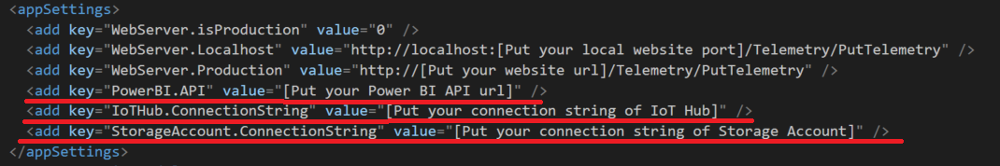 <appSettings>
<add key="WebServer.isProduction" value="0" />
<add key="WebServer.Localhost" value="http://localhost:[Put your local website port]/Telemetry/PutTelemetry" />
<add key="WebServer.Production" value="http://[Put your website url]/Telemetry/PutTelemetry" />
<add key="PowerBI.API" value="[Put your Power BI API url]" />
<add key="IoTHub.ConnectionString" value="[Put your connection string of IoT Hub]" />
<add key="StorageAccount.ConnectionString" value="[Put your connection string of Storage Account]" />
</appSettings>